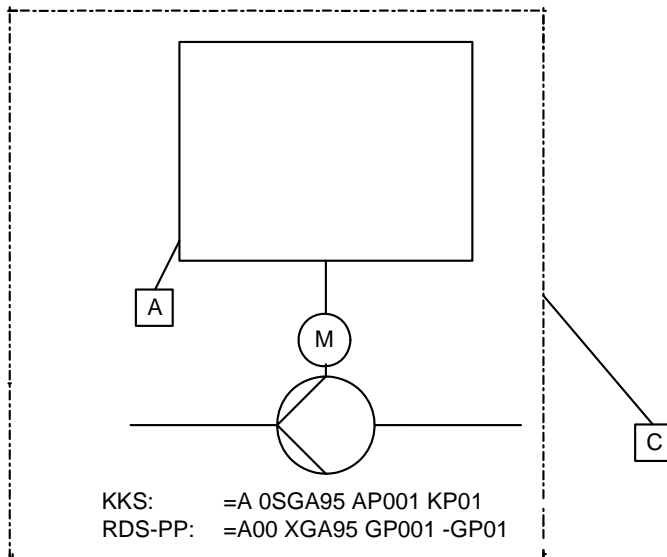 A
M
C
KKS: =A 0SGA95 AP001 KP01
RDS-PP: =A00 XGA95 GP001 -GP01